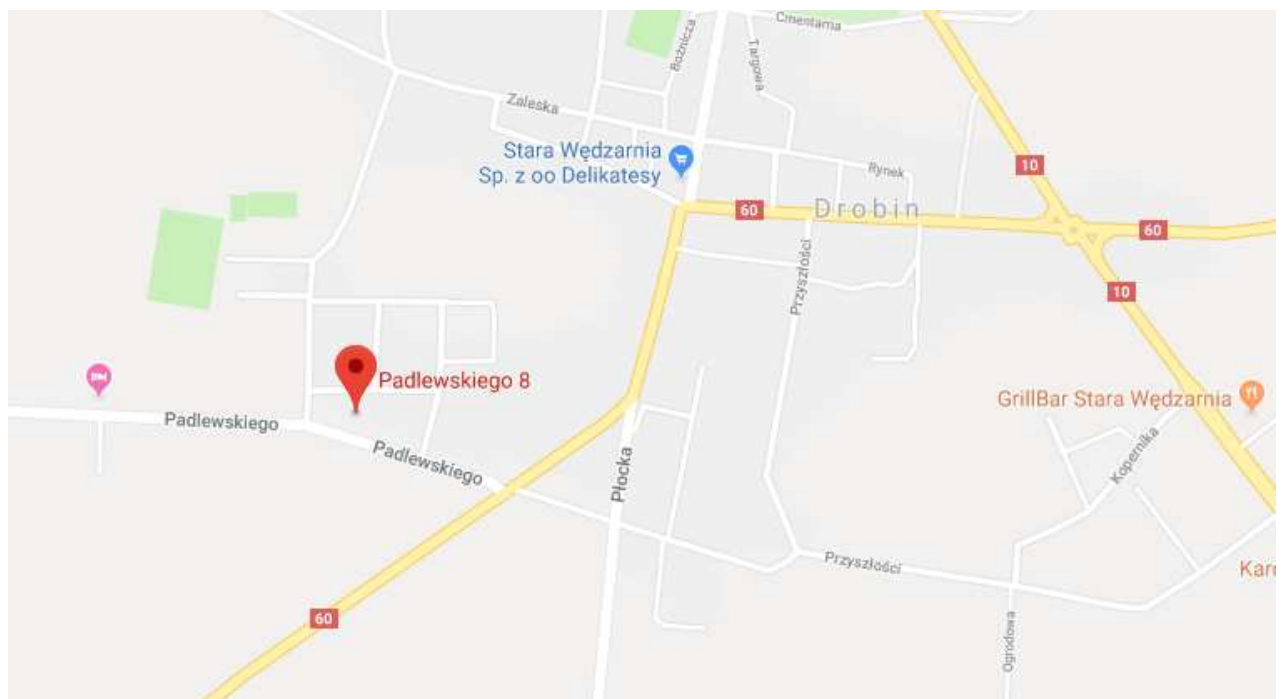 Cmentarna
Bożnicza
Targowa
Zaleska
Stara Wędzarnia
Sp. z oo Delikatesy
Rynek
10
60
Drobin
60
Przyszłości
10
Padlewskiego 8
GrillBar Stara Wędzarnia
Padlewskiego
Padlewskiego
Kopernika
Płocka
Przyszłości
Karc
60
Ogrodowa